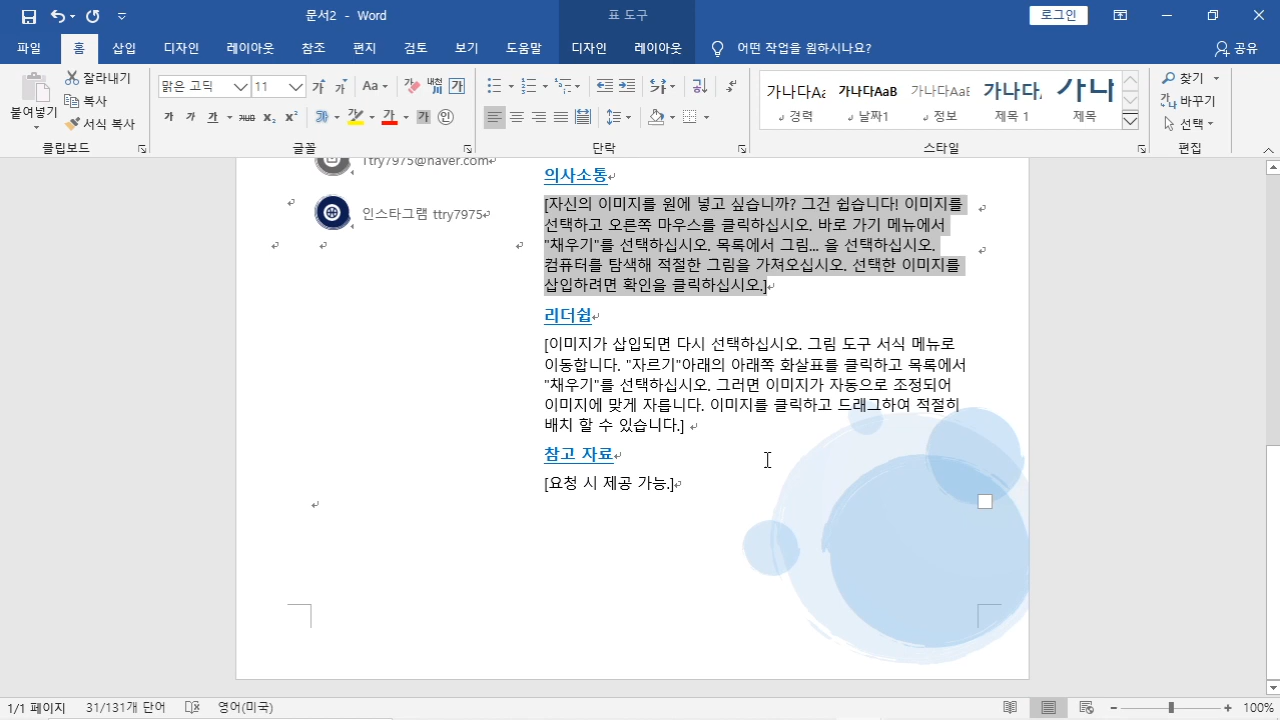 문서2 - Word
표 도구
로그인
파일 홈 삽입 디자인 레이아웃 참조 편지 검토 보기 도움말 디자인 레이아웃 어떤 작업을 원하시나요? 공유
붙여넣기
잘라내기
복사
서식 복사
클립보드
맑은 고딕 11
글꼴
단락
가나다Aa
경력
가나다AaB
날짜1
가나다AaE
정보
가나다
제목 1
가나
제목
스타일
찾기
바꾸기
선택
편집
Ttry7975@naver.com
인스타그램 ttry7975
의사소통
[자신의 이미지를 원에 넣고 싶습니까? 그건 쉽습니다! 이미지를
선택하고 오른쪽 마우스를 클릭하십시오. 바로 가기 메뉴에서
"채우기"를 선택하십시오. 목록에서 그림... 을 선택하십시오.
컴퓨터를 탐색해 적절한 그림을 가져오십시오. 선택한 이미지를
삽입하려면 확인을 클릭하십시오.]
리더쉽
[이미지가 삽입되면 다시 선택하십시오. 그림 도구 서식 메뉴로
이동합니다. "자르기"아래의 아래쪽 화살표를 클릭하고 목록에서
"채우기"를 선택하십시오. 그러면 이미지가 자동으로 조정되어
이미지에 맞게 자릅니다. 이미지를 클릭하고 드래그하여 적절히
배치 할 수 있습니다.]
참고 자료
[요청 시 제공 가능.]
1/1 페이지 31/131개 단어 영어(미국) 100%